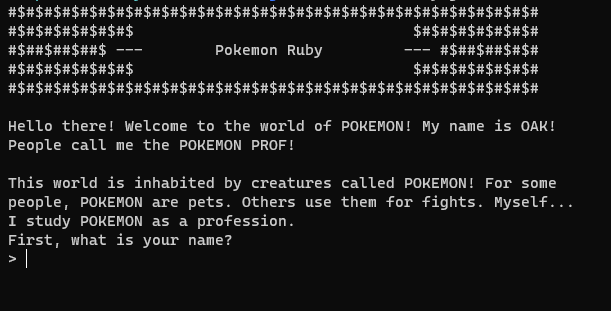 #$#$#$#$#$#$#$#$#$#$#$#$#$#$#$#$#$#$#$#$#$#$#$#$#$#$#$#$#$#
#$#$#$#$#$#$#$ $#$#$#$#$#$#$#
#$##$##$##$ --- Pokemon Ruby --- #$##$##$#$#
#$#$#$#$#$#$#$ $#$#$#$#$#$#$#
#$#$#$#$#$#$#$#$#$#$#$#$#$#$#$#$#$#$#$#$#$#$#$#$#$#$#$#$#$#
Hello there! Welcome to the world of POKEMON! My name is OAK!
People call me the POKEMON PROF!
This world is inhabited by creatures called POKEMON! For some
people, POKEMON are pets. Others use them for fights. Myself...
I study POKEMON as a profession.
First, what is your name?
>